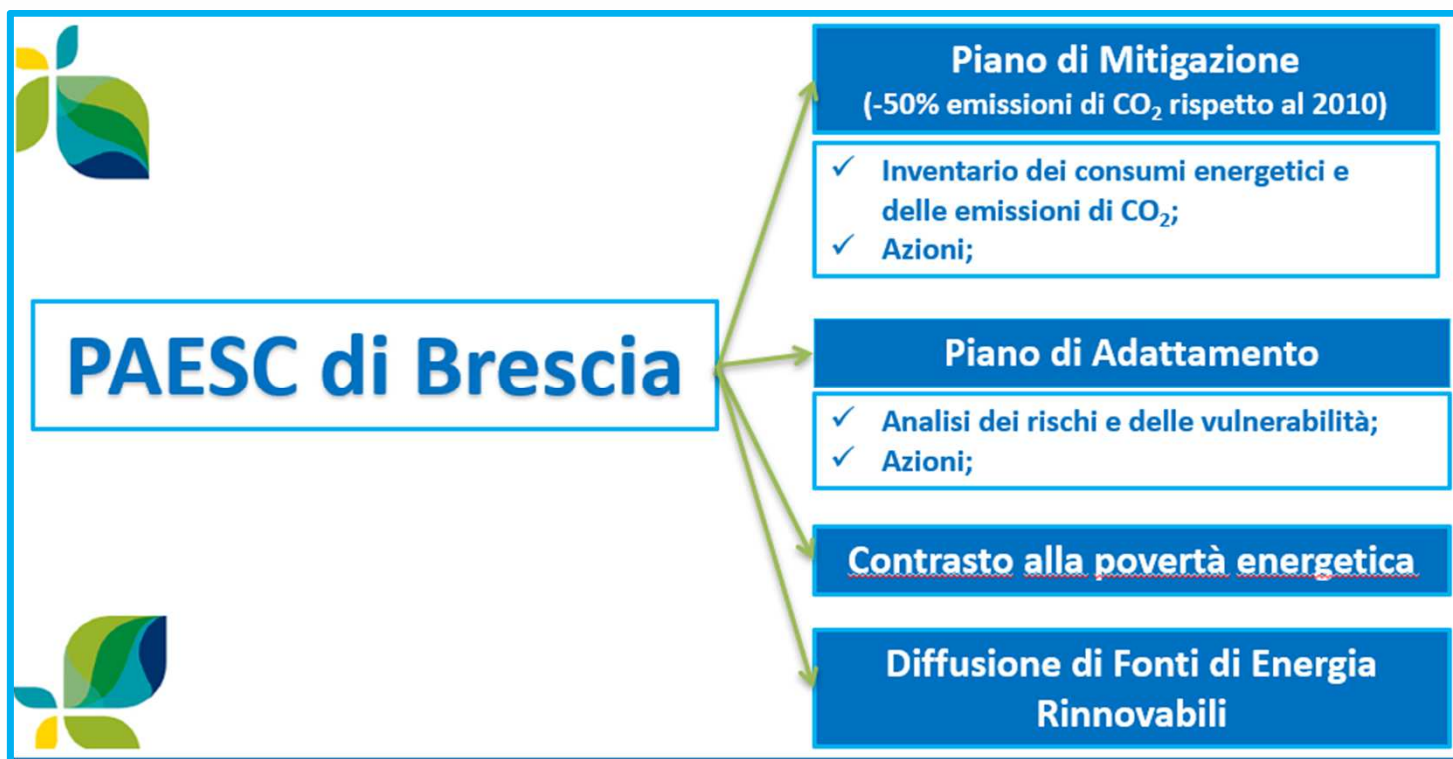 PAESC di Brescia
Piano di Mitigazione
(-50% emissioni di CO₂ rispetto al 2010)
✓ Inventario dei consumi energetici e
delle emissioni di CO₂;
✓ Azioni;
Piano di Adattamento
✓ Analisi dei rischi e delle vulnerabilità;
✓ Azioni;
Contrasto alla povertà energetica
Diffusione di Fonti di Energia
Rinnovabili